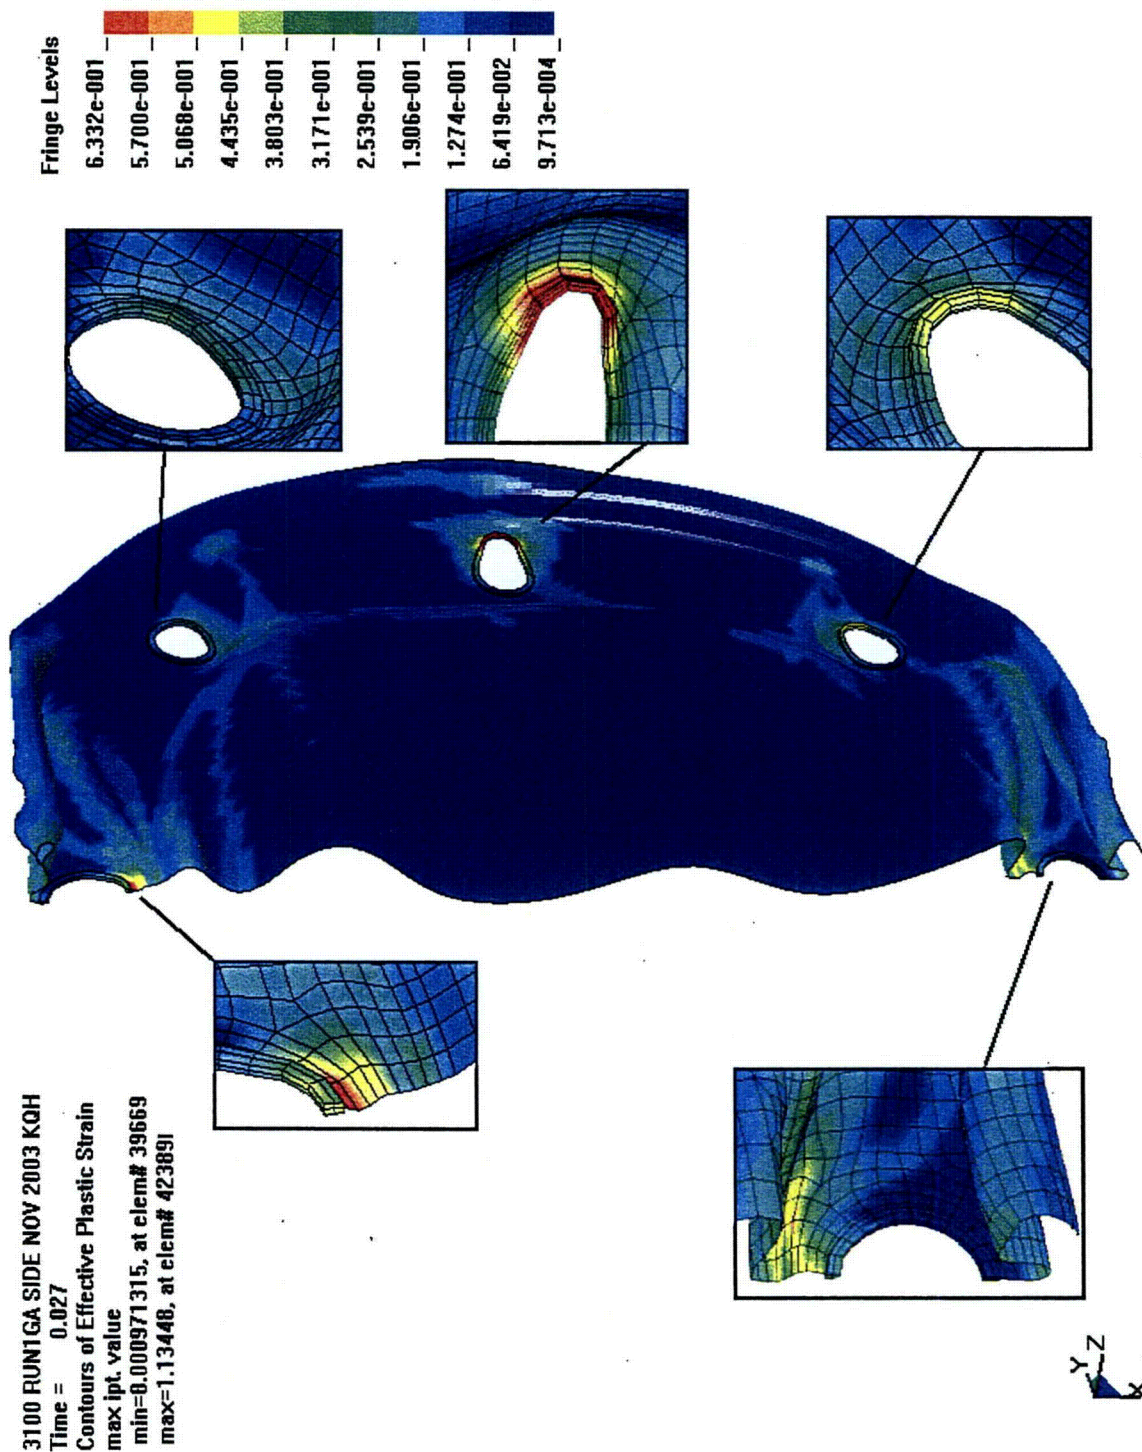 3100 RUN1GA SIDE NOV 2003 KQH
Time = 0.027
Contours of Effective Plastic Strain
max ipt. value
min=0.000971315, at elem# 39669
max=1.13448, at elem# 42389
Fringe Levels
6.332e-001
5.700e-001
5.068e-001
4.435e-001
3.803e-001
3.171e-001
2.539e-001
1.906e-001
1.274e-001
6.419e-002
9.713e-004
Y
Z
X